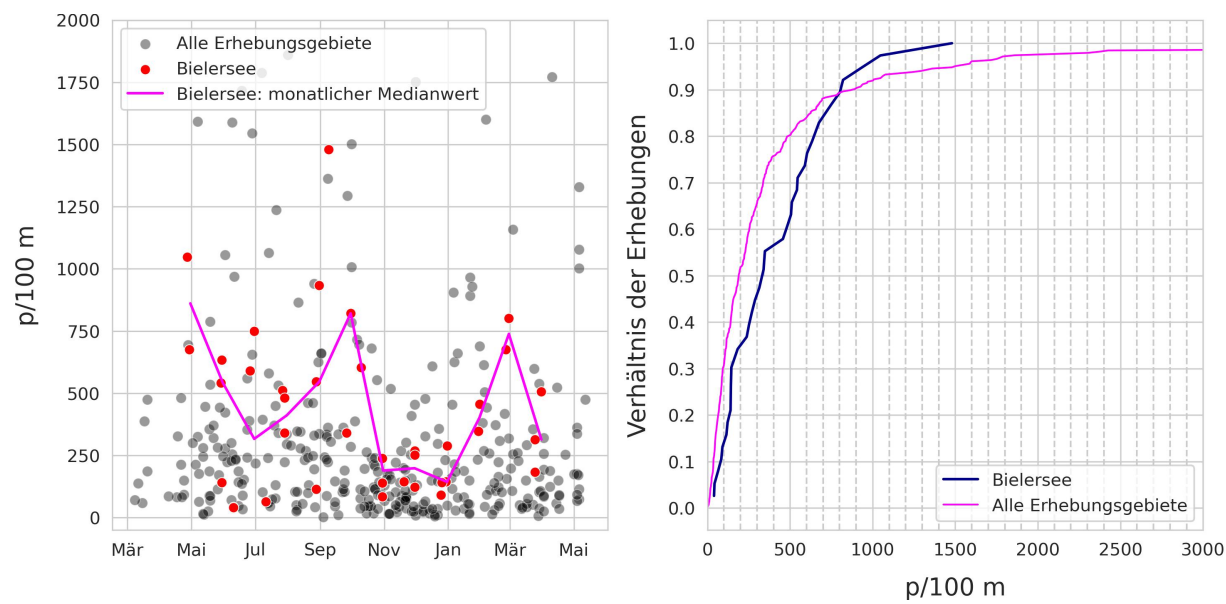 2000
1750
1500
1250
1000
750
500
250
0
p/100 m
Alle Erhebungsgebiete
Bielersee
Bielersee: monatlicher Medianwert
Mär Mai Jul Sep Nov Jan Mär Mai
1.0
0.9
0.8
0.7
0.6
0.5
0.4
0.3
0.2
0.1
0.0
Verhältnis der Erhebungen
Bielersee
Alle Erhebungsgebiete
0 500 1000 1500 2000 2500 3000
p/100 m